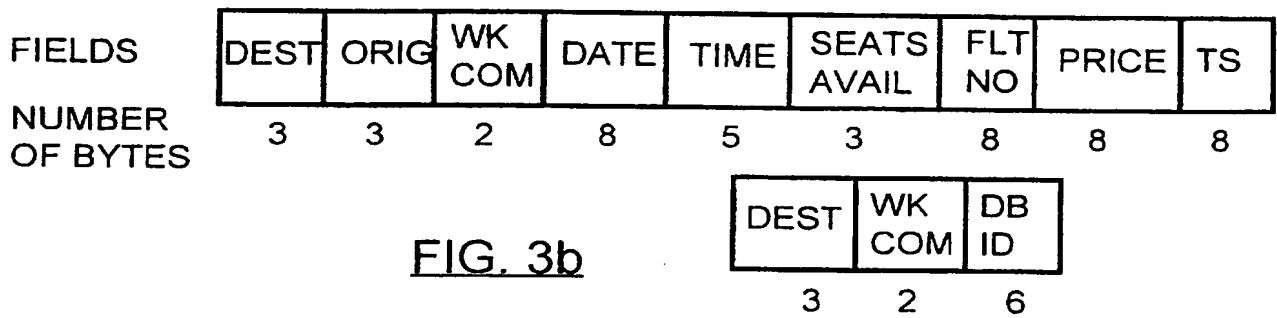 FIELDS DEST ORIG WK COM DATE TIME SEATS AVAIL FLT NO PRICE TS
NUMBER OF BYTES 3 3 2 8 5 3 8 8 8
DEST WK COM DB ID
FIG. 3b
3 2 6